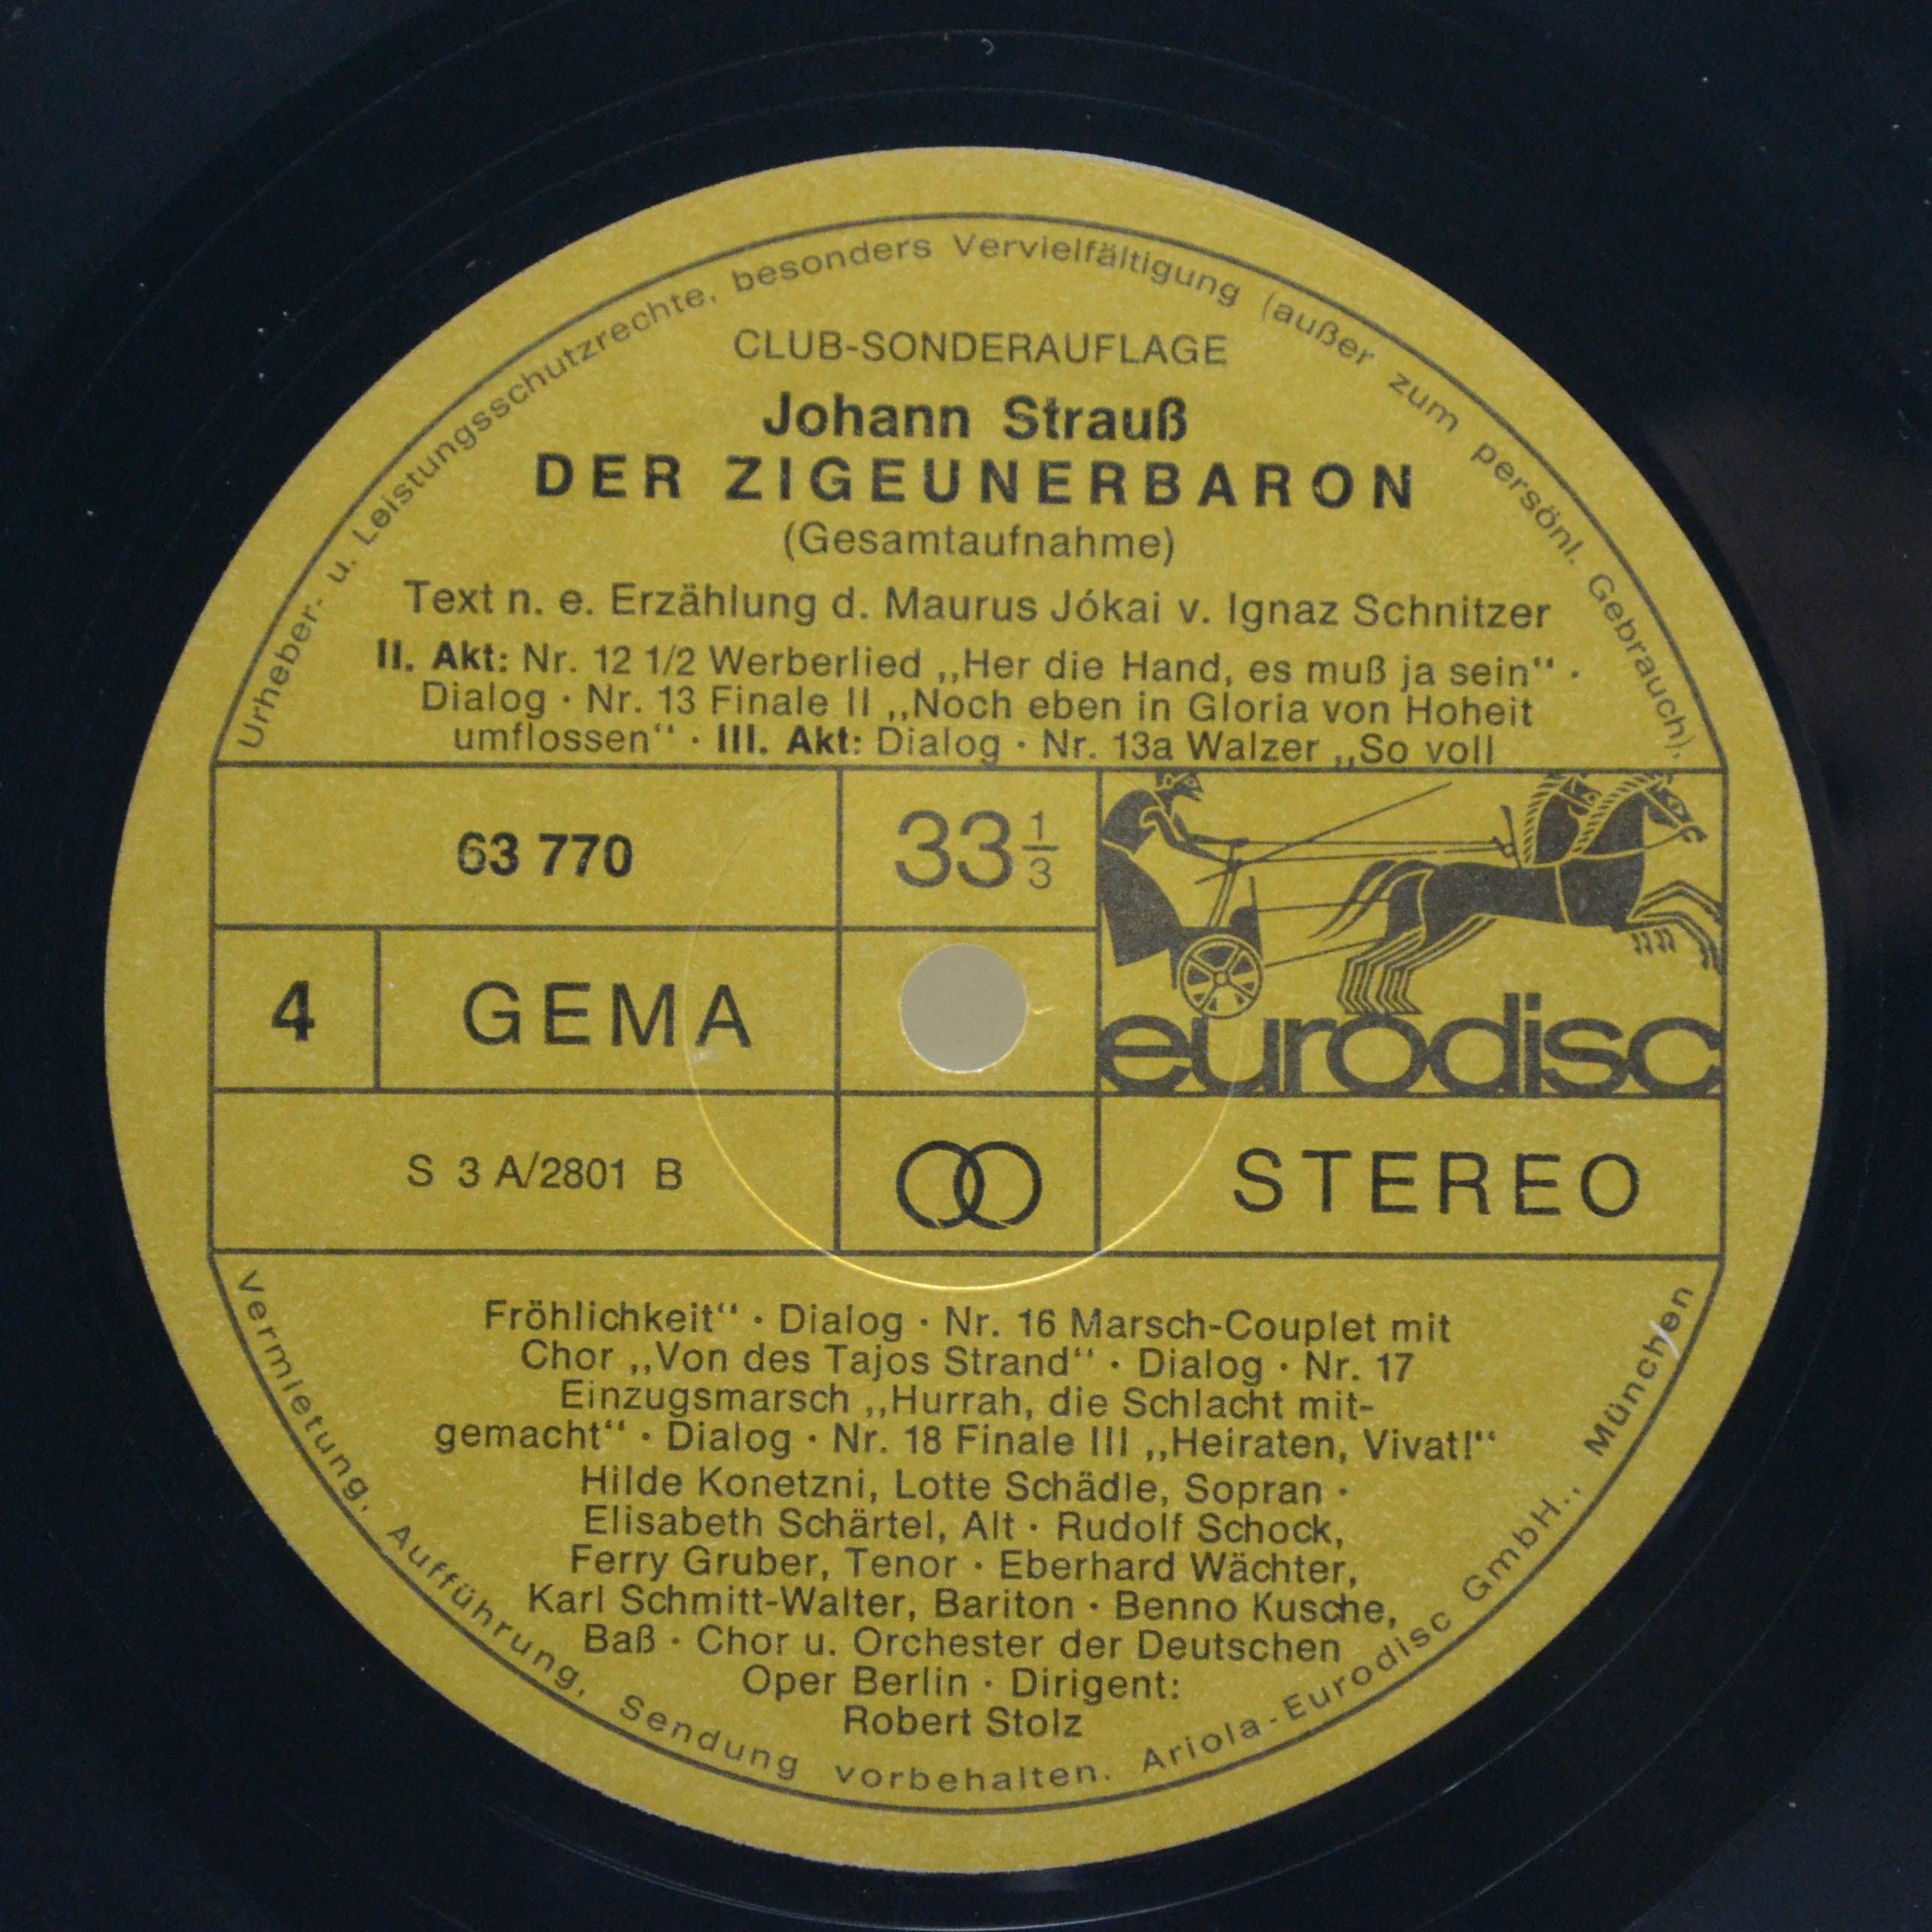 Urheber- u. Leistungsschutzrechte, besonders Vervielfältigung (außer zum persönl. Gebrauch),
CLUB-SONDERAUFLAGE
Johann Strauß
DER ZIGEUNERBARON
(Gesamtaufnahme)
Text n. e. Erzählung d. Maurus Jókai v. Ignaz Schnitzer
II. Akt: Nr. 12 1/2 Werberlied „Her die Hand, es muß ja sein“ ·
Dialog · Nr. 13 Finale II „Noch eben in Gloria von Hoheit
umflossen“ · III. Akt: Dialog · Nr. 13a Walzer „So voll
63 770
33 1/3
4
GEMA
eurodisc
S 3 A/2801 B
STEREO
Fröhlichkeit“ · Dialog · Nr. 16 Marsch-Couplet mit
Chor „Von des Tajos Strand“ · Dialog · Nr. 17
Einzugsmarsch „Hurrah, die Schlacht mit-
gemacht“ · Dialog · Nr. 18 Finale III „Heiraten, Vivat!“
Hilde Konetzni, Lotte Schädle, Sopran ·
Elisabeth Schärtel, Alt · Rudolf Schock,
Ferry Gruber, Tenor · Eberhard Wächter,
Karl Schmitt-Walter, Bariton · Benno Kusche,
Baß · Chor u. Orchester der Deutschen
Oper Berlin · Dirigent:
Robert Stolz
Vermietung, Aufführung, Sendung vorbehalten. Ariola-Eurodisc GmbH., München